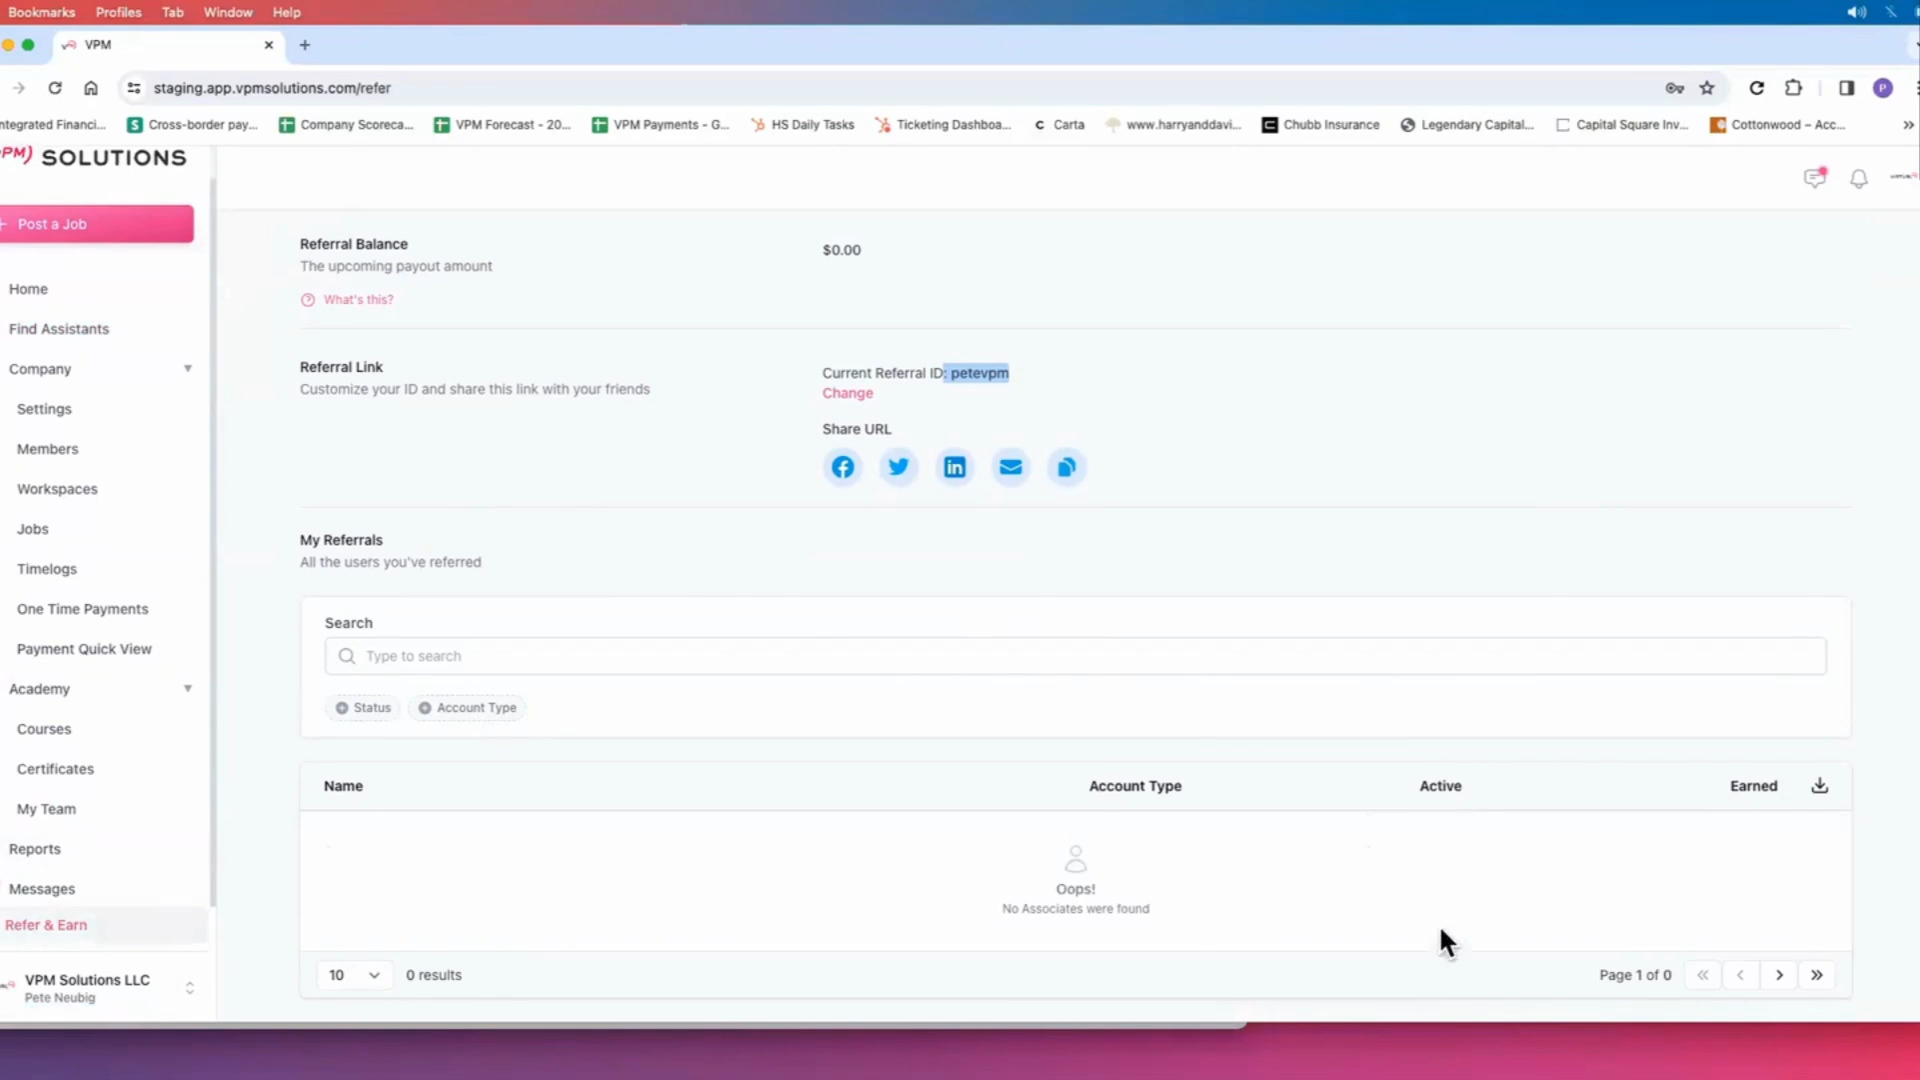 Bookmarks Profiles Tab Window Help
VPM
staging.app.vpmsolutions.com/refer
ntegrated Financi... Cross-border pay... Company Scoreca... VPM Forecast - 20... VPM Payments - G... HS Daily Tasks Ticketing Dashboa... Carta www.harryanddavi... Chubb Insurance Legendary Capital... Capital Square Inv... Cottonwood – Acc...
PM) SOLUTIONS
+ Post a Job
Home
Find Assistants
Company
Settings
Members
Workspaces
Jobs
Timelogs
One Time Payments
Payment Quick View
Academy
Courses
Certificates
My Team
Reports
Messages
Refer & Earn
VPM Solutions LLC
Pete Neubig
P
Referral Balance
The upcoming payout amount
What's this?
$0.00
Referral Link
Customize your ID and share this link with your friends
Current Referral ID: petevpm
Change
Share URL
My Referrals
All the users you've referred
Search
Type to search
Status Account Type
Name Account Type Active Earned
Oops!
No Associates were found
10 0 results Page 1 of 0